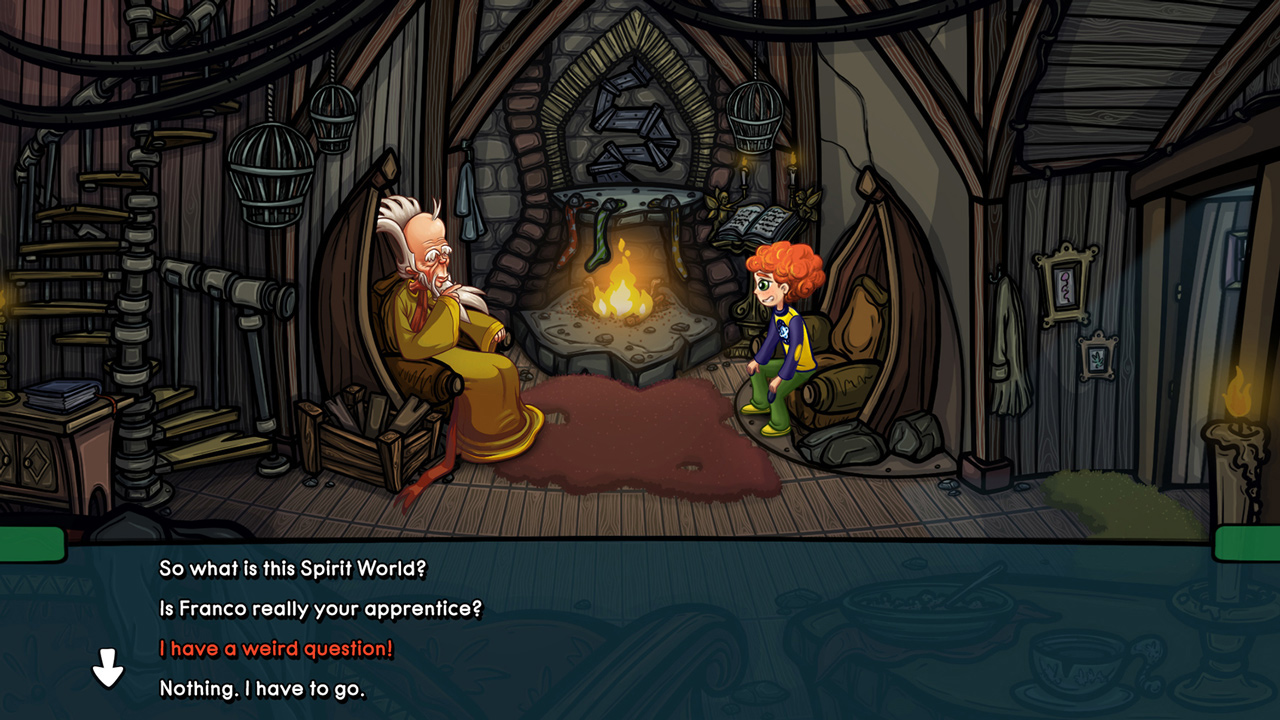 So what is this Spirit World?
Is Franco really your apprentice?
I have a weird question!
Nothing. I have to go.